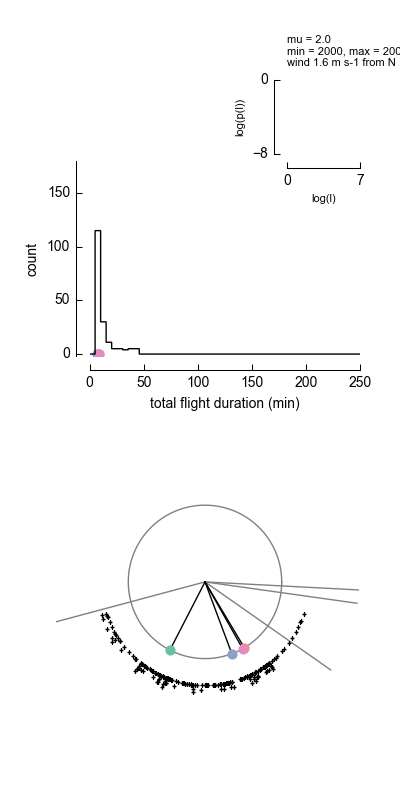 mu = 2.0
min = 2000, max = 200
wind 1.6 m s-1 from N
0
log(p(l))
−8
0 7
log(l)
150
100
50
0
count
0 50 100 150 200 250
total flight duration (min)